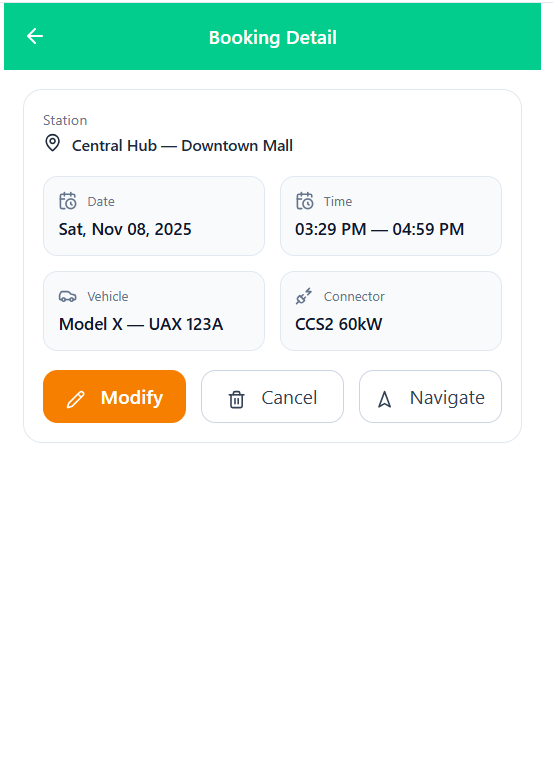 Booking Detail
Station
Central Hub — Downtown Mall
Date
Sat, Nov 08, 2025
Time
03:29 PM — 04:59 PM
Vehicle
Model X — UAX 123A
Connector
CCS2 60kW
Modify
Cancel
Navigate